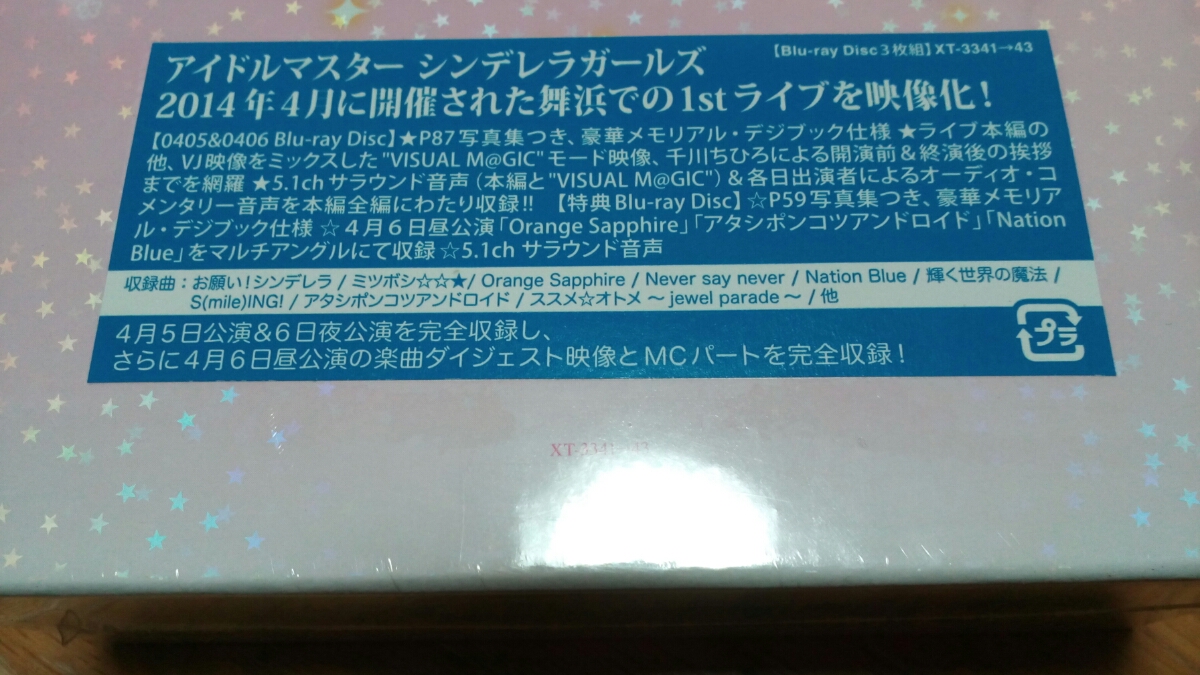 【Blu-ray Disc3枚組】XT-3341→43
アイドルマスター シンデレラガールズ
2014年4月に開催された舞浜での1stライブを映像化!
【0405&0406 Blu-ray Disc】★P87写真集つき、豪華メモリアル・デジブック仕様 ★ライブ本編の
他、VJ映像をミックスした"VISUAL M@GIC"モード映像、千川ちひろによる開演前&終演後の挨拶
までを網羅 ★5.1chサラウンド音声(本編と"VISUAL M@GIC")&各日出演者によるオーディオ・コ
メンタリー音声を本編全編にわたり収録!! 【特典Blu-ray Disc】☆P59写真集つき、豪華メモリア
ル・デジブック仕様 ☆4月6日昼公演「Orange Sapphire」「アタシポンコツアンドロイド」「Nation
Blue」をマルチアングルにて収録 ☆5.1ch サラウンド音声
収録曲:お願い!シンデレラ / ミツボシ☆☆★ / Orange Sapphire / Never say never / Nation Blue / 輝く世界の魔法 /
S(mile)ING! / アタシポンコツアンドロイド / ススメ☆オトメ ~ jewel parade ~ / 他
4月5日公演&6日夜公演を完全収録し、
さらに4月6日昼公演の楽曲ダイジェスト映像とMCパートを完全収録!
プラ
XT-3341→43